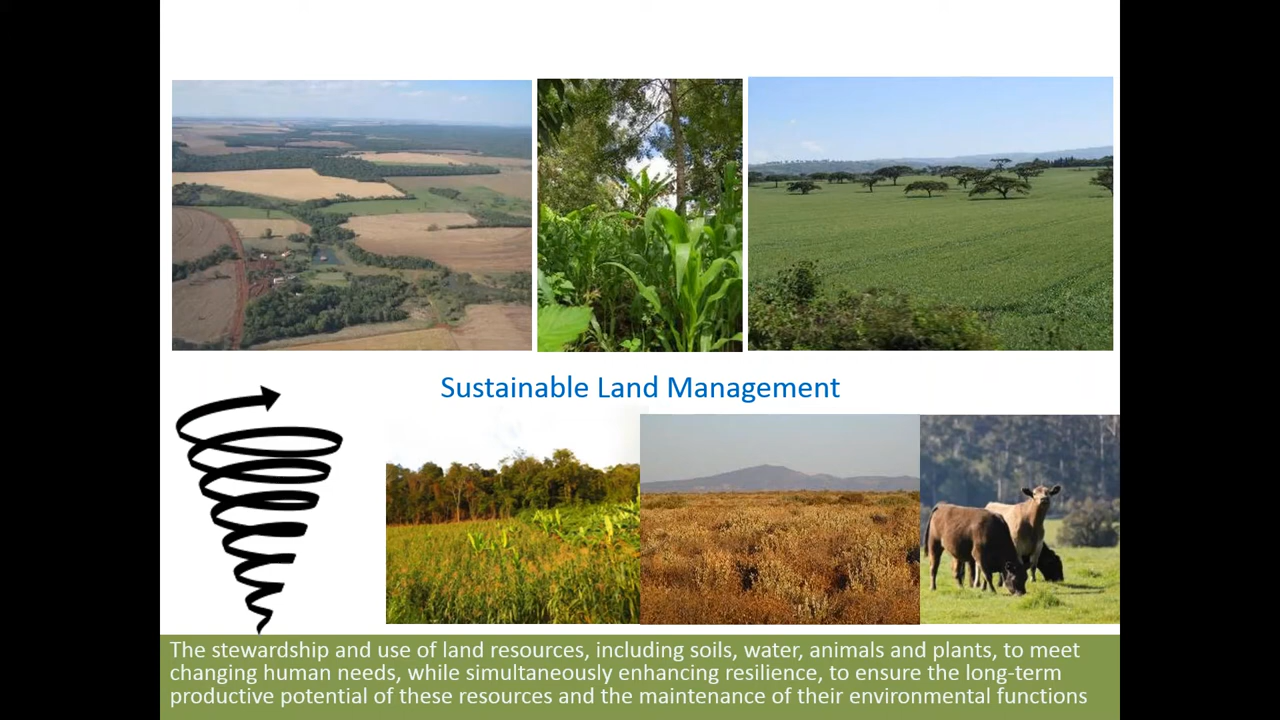 Sustainable Land Management
The stewardship and use of land resources, including soils, water, animals and plants, to meet
changing human needs, while simultaneously enhancing resilience, to ensure the long-term
productive potential of these resources and the maintenance of their environmental functions